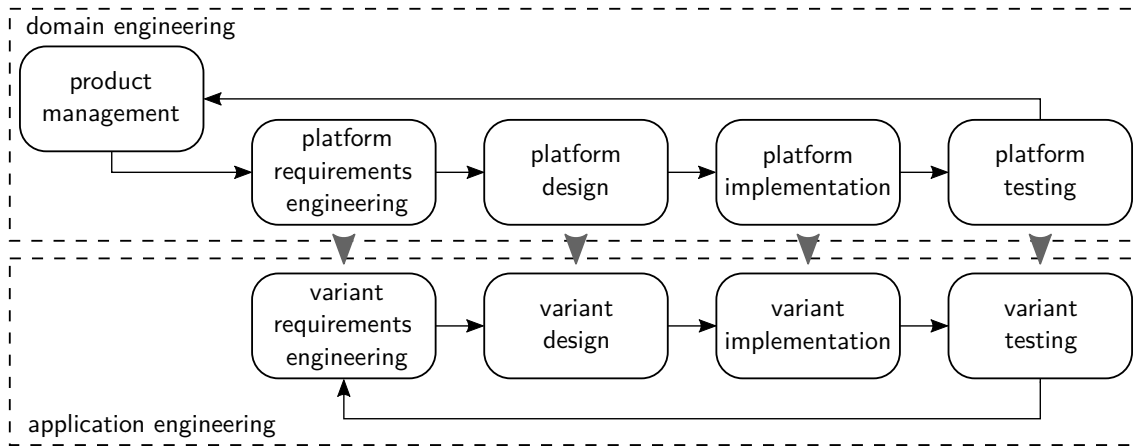 domain engineering
product
management
platform
requirements
engineering
platform
design
platform
implementation
platform
testing
variant
requirements
engineering
variant
design
variant
implementation
variant
testing
application engineering